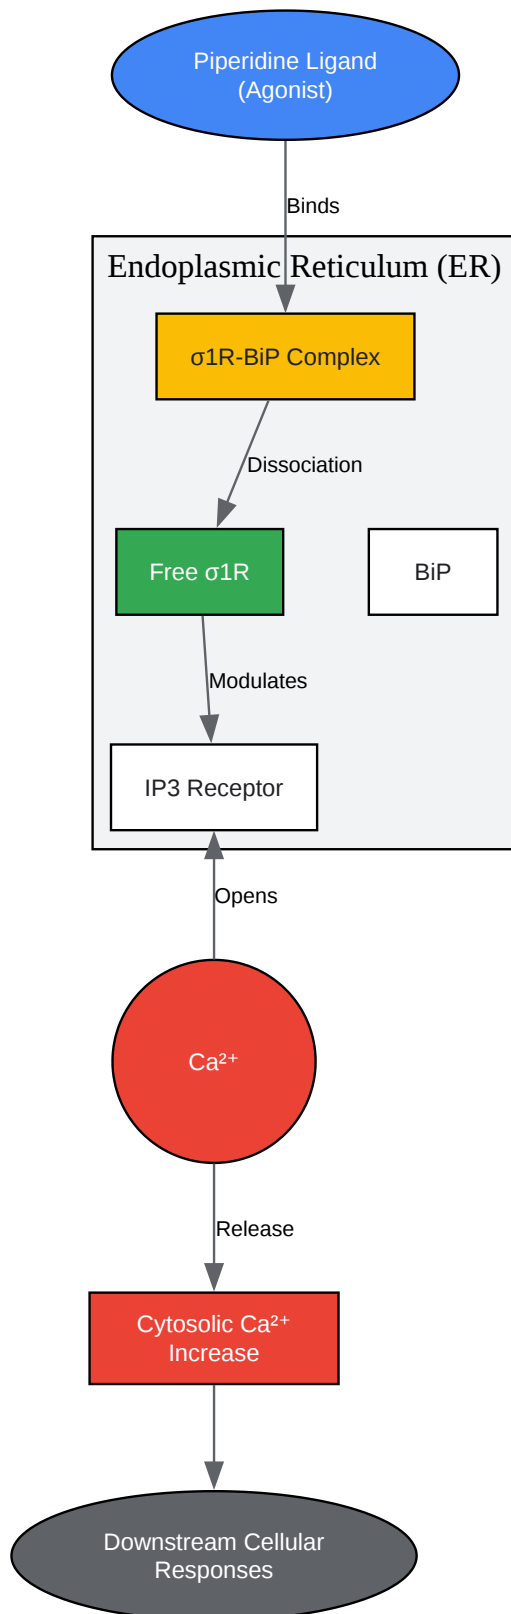 Piperidine Ligand
(Agonist)
Binds
Endoplasmic Reticulum (ER)
σ1R-BiP Complex
Dissociation
Free σ1R
BiP
Modulates
IP3 Receptor
Opens
Ca²⁺
Release
Cytosolic Ca²⁺
Increase
Downstream Cellular
Responses